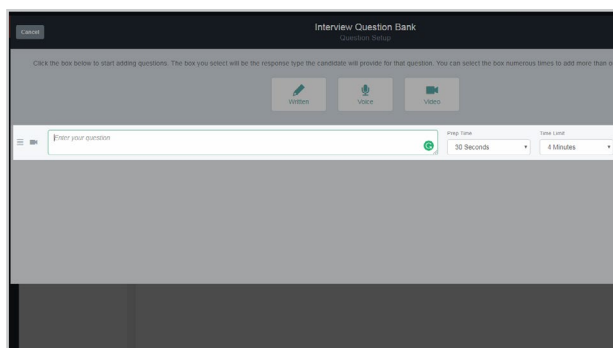 Cancel
Interview Question Bank
Question Setup
Click the box below to start adding questions. The box you select will be the response type the candidate will provide for that question. You can select the box numerous times to add more than
Written
Voice
Video
Enter your question
Prep Time
Time Limit
30 Seconds
4 Minutes